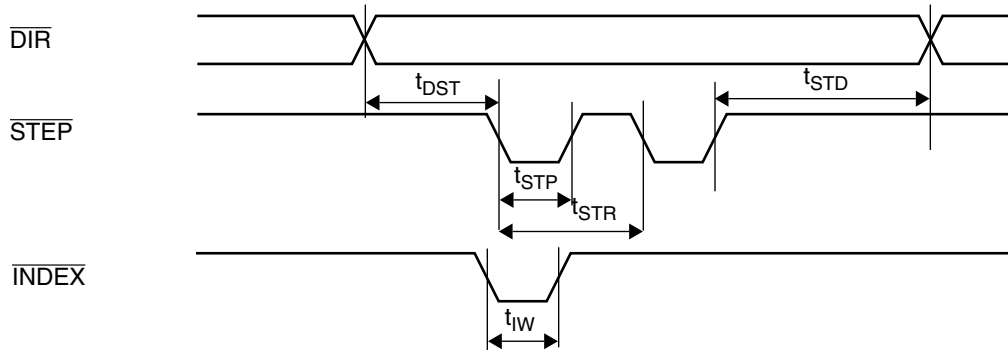 DIR
tDST
tSTD
STEP
tSTP
tSTR
INDEX
tIW